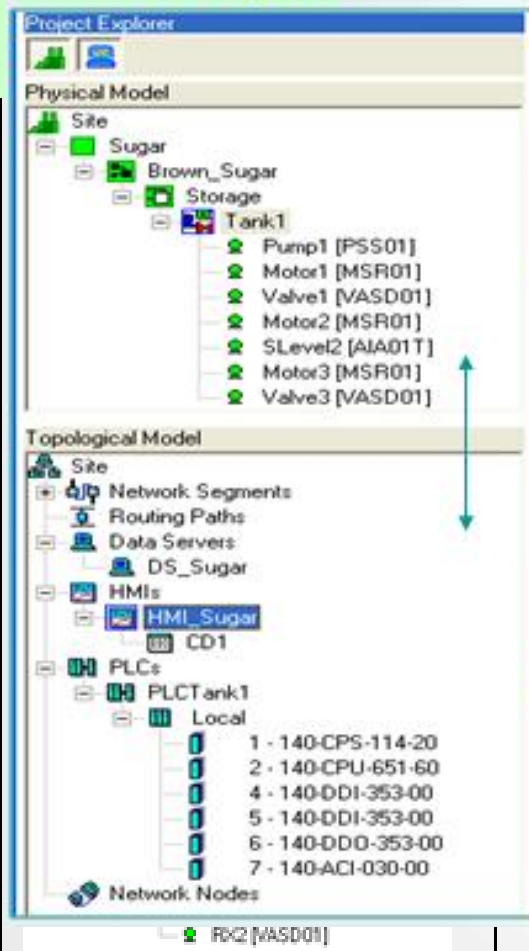 Project Explorer
Physical Model
Site
Sugar
Brown_Sugar
Storage
Tank1
Pump1 [PSS01]
Motor1 [MSR01]
Valve1 [VASD01]
Motor2 [MSR01]
SLevel2 [AIA01T]
Motor3 [MSR01]
Valve3 [VASD01]
Topological Model
Site
Network Segments
Routing Paths
Data Servers
DS_Sugar
HMIs
HMI_Sugar
CD1
PLCs
PLCTank1
Local
1 - 140-CPS-114-20
2 - 140-CPU-651-60
4 - 140-DDI-353-00
5 - 140-DDI-353-00
6 - 140-DDO-353-00
7 - 140-ACI-030-00
Network Nodes
RX2 [VASD01]